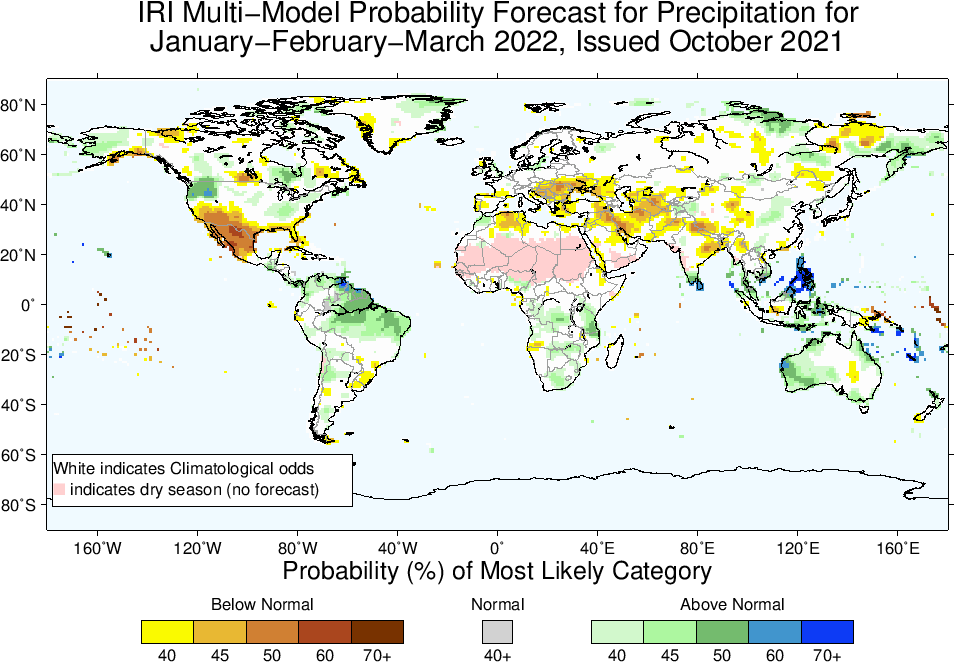 IRI Multi−Model Probability Forecast for Precipitation for
January−February−March 2022, Issued October 2021
80˚N
60˚N
40˚N
20˚N
0˚
20˚S
40˚S
60˚S
80˚S
White indicates Climatological odds
indicates dry season (no forecast)
160˚W 120˚W 80˚W 40˚W 0˚ 40˚E 80˚E 120˚E 160˚E
Probability (%) of Most Likely Category
Below Normal Normal Above Normal
40 45 50 60 70+ 40+ 40 45 50 60 70+